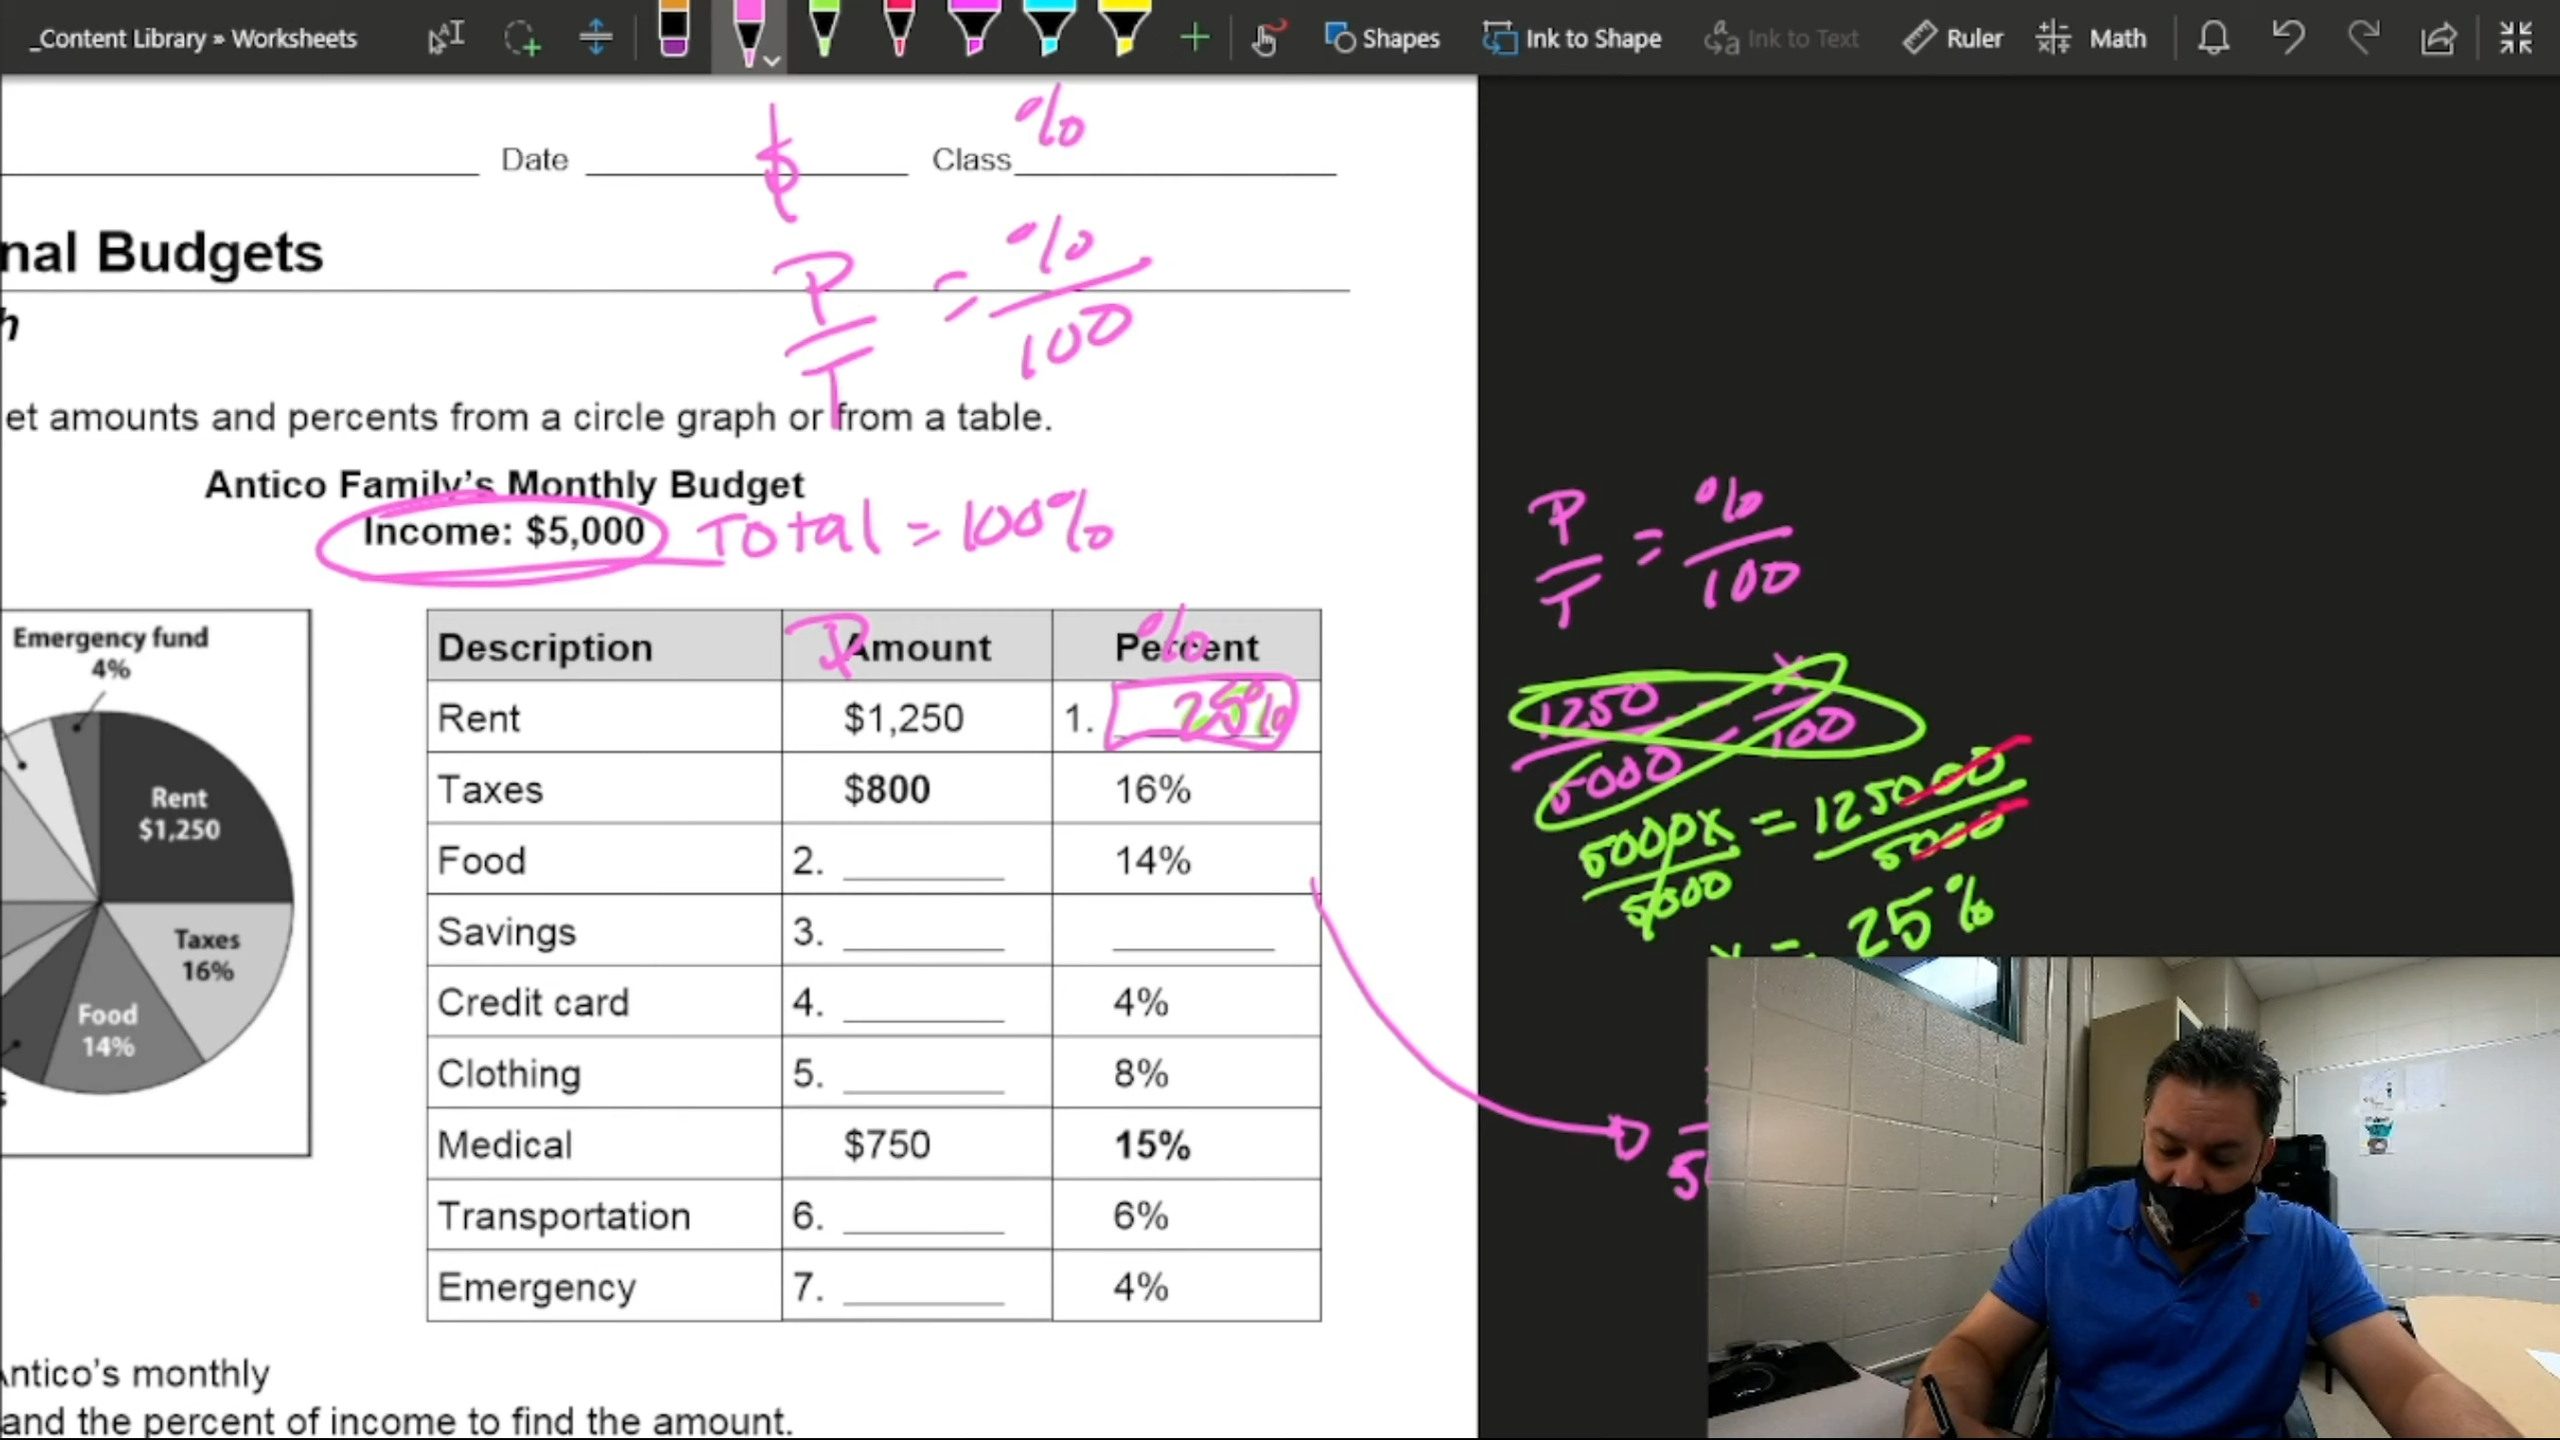 _Content Library » Worksheets
Shapes
Ink to Shape
Ink to Text
Ruler
Math
$ %
Date Class
nal Budgets
P/T = %/100
h
et amounts and percents from a circle graph or from a table.
Antico Family's Monthly Budget
Income: $5,000 Total = 100%
Emergency fund
4%
Rent
$1,250
Taxes
16%
Food
14%
P %
Description Amount Percent
Rent $1,250 1. 25%
Taxes $800 16%
Food 2. 14%
Savings 3.
Credit card 4. 4%
Clothing 5. 8%
Medical $750 15%
Transportation 6. 6%
Emergency 7. 4%
P/T = %/100
1250/5000 = x/100
5000x/5000 = 125000/5000
x = 25%
Antico's monthly
and the percent of income to find the amount.